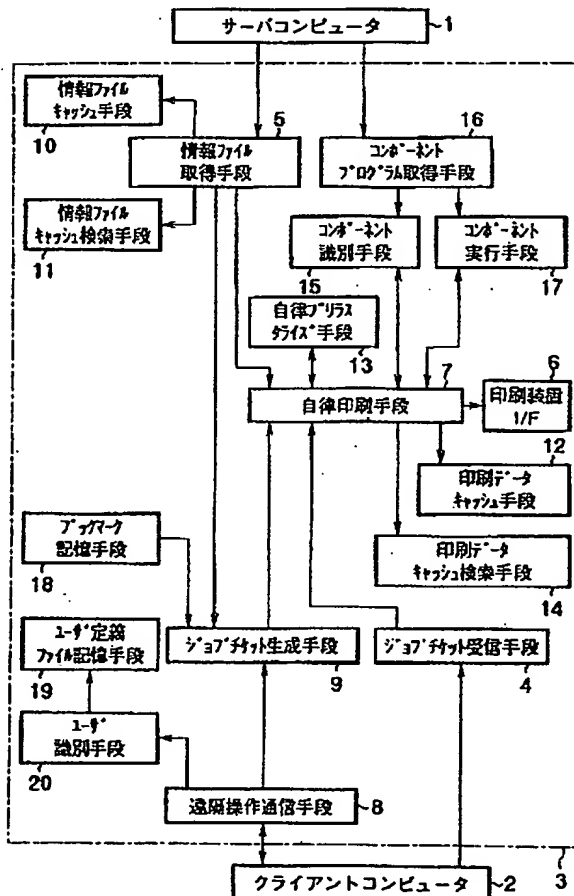 サーバコンピュータ
1
情報ファイル
キャッシュ手段
10
5
情報ファイル
取得手段
16
コンポーネント
プログラム取得手段
情報ファイル
キャッシュ検索手段
11
コンポーネント
識別手段
15
コンポーネント
実行手段
17
自律プリラス
タライズ手段
13
7
自律印刷手段
6
印刷装置
I/F
12
印刷データ
キャッシュ手段
ブックマーク
記憶手段
18
印刷データ
キャッシュ検索手段
14
ユーザ定義
ファイル記憶手段
19
ジョブチケット生成手段
9
ジョブチケット受信手段
4
ユーザ
識別手段
20
遠隔操作通信手段
8
3
クライアントコンピュータ
2